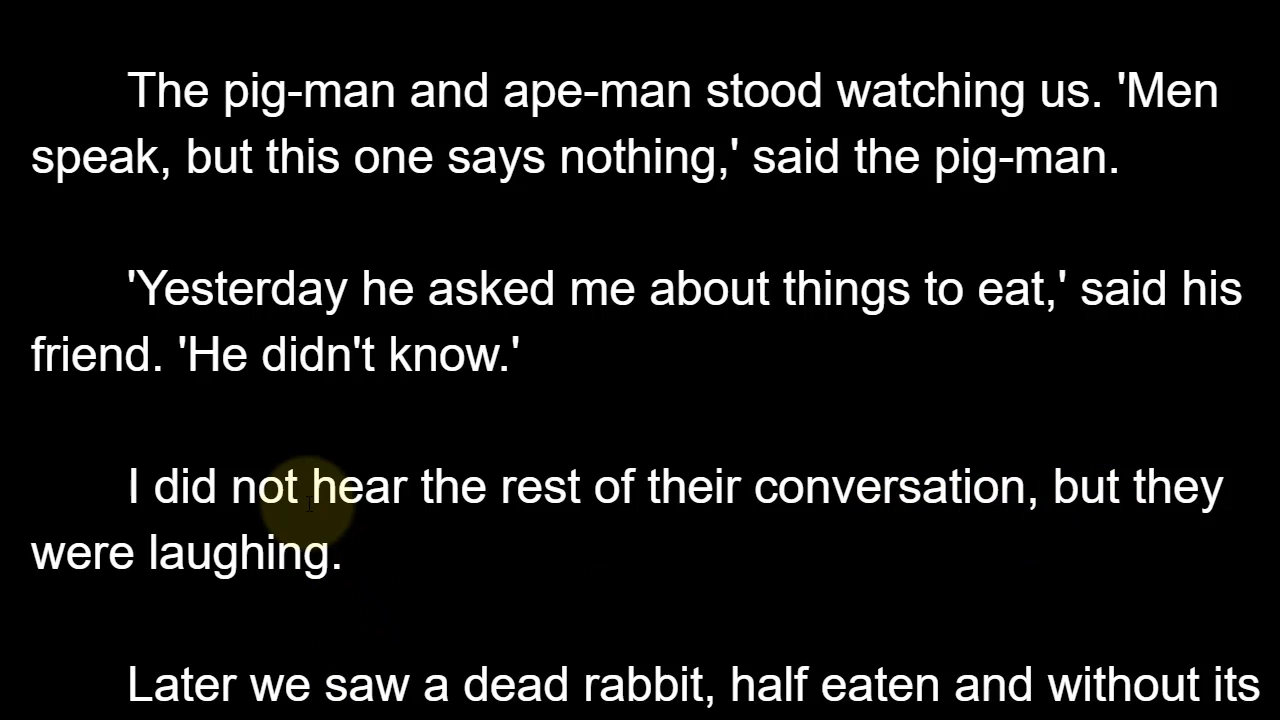 The pig-man and ape-man stood watching us. 'Men
speak, but this one says nothing,' said the pig-man.
'Yesterday he asked me about things to eat,' said his
friend. 'He didn't know.'
I did not hear the rest of their conversation, but they
were laughing.
Later we saw a dead rabbit, half eaten and without its